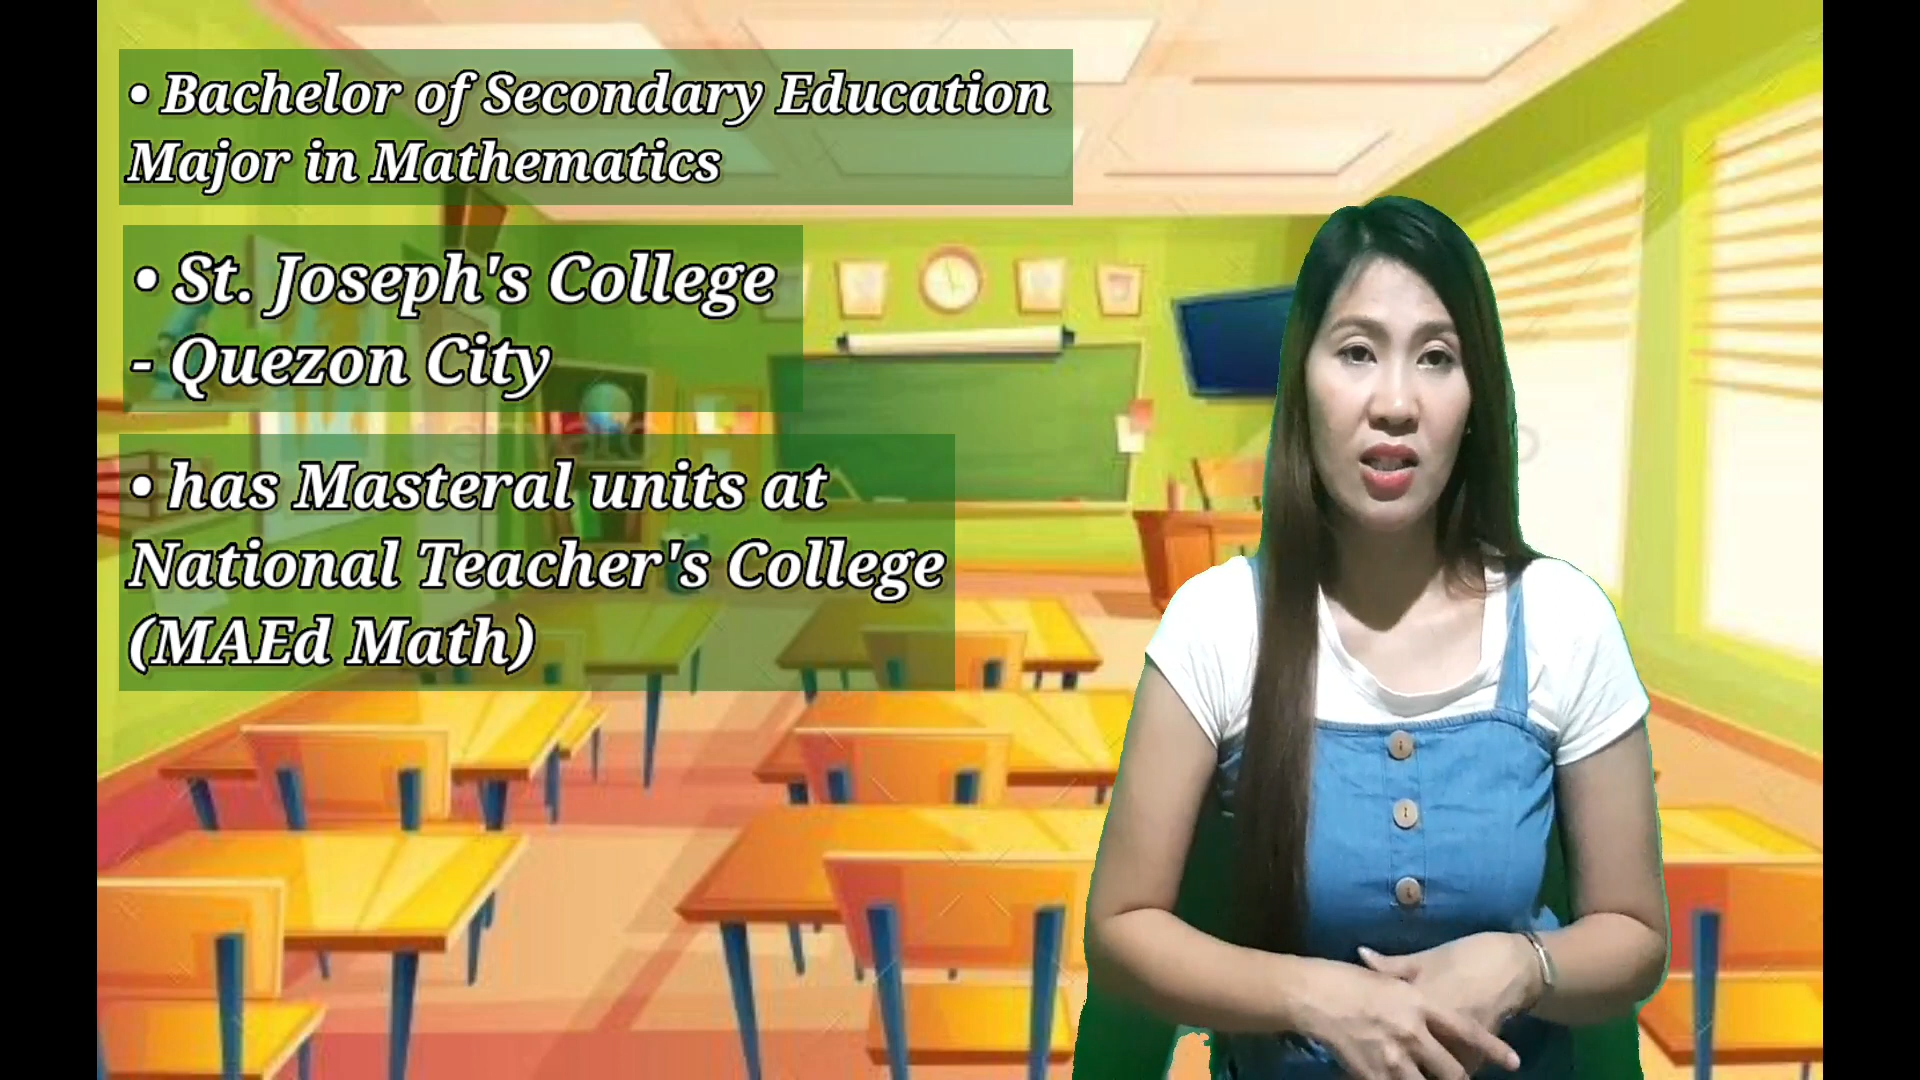 • Bachelor of Secondary Education
Major in Mathematics
• St. Joseph's College
- Quezon City
• has Masteral units at
National Teacher's College
(MAEd Math)